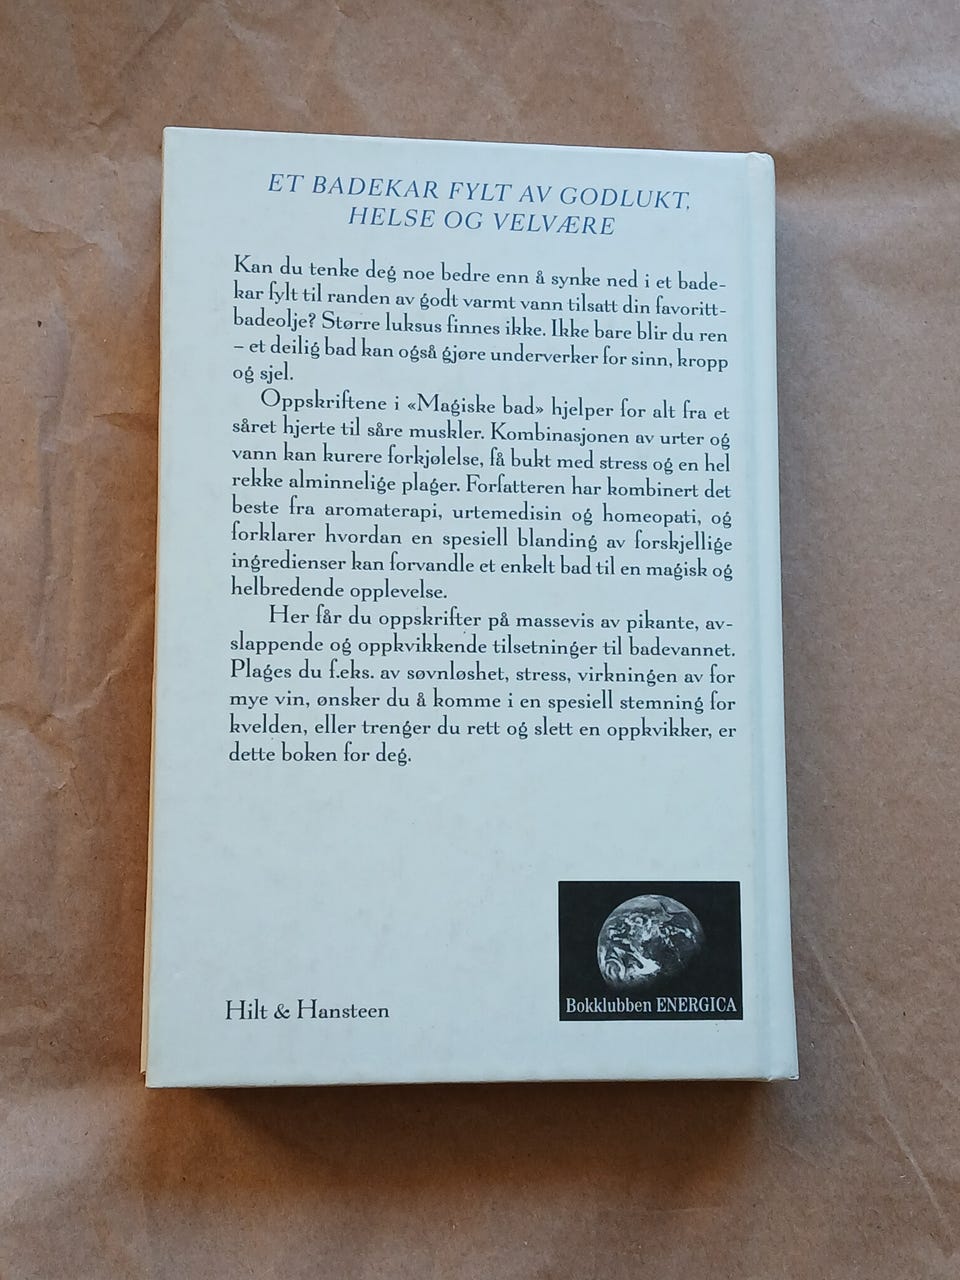 ET BADEKAR FYLT AV GODLUKT,
HELSE OG VELVÆRE
Kan du tenke deg noe bedre enn å synke ned i et bade-
kar fylt til randen av godt varmt vann tilsatt din favoritt-
badeolje? Større luksus finnes ikke. Ikke bare blir du ren
– et deilig bad kan også gjøre underverker for sinn, kropp
og sjel.
Oppskriftene i «Magiske bad» hjelper for alt fra et
såret hjerte til såre muskler. Kombinasjonen av urter og
vann kan kurere forkjølelse, få bukt med stress og en hel
rekke alminnelige plager. Forfatteren har kombinert det
beste fra aromaterapi, urtemedisin og homeopati, og
forklarer hvordan en spesiell blanding av forskjellige
ingredienser kan forvandle et enkelt bad til en magisk og
helbredende opplevelse.
Her får du oppskrifter på massevis av pikante, av-
slappende og oppkvikkende tilsetninger til badevannet.
Plages du f.eks. av søvnløshet, stress, virkningen av for
mye vin, ønsker du å komme i en spesiell stemning for
kvelden, eller trenger du rett og slett en oppkvikker, er
dette boken for deg.
Hilt & Hansteen
Bokklubben ENERGICA